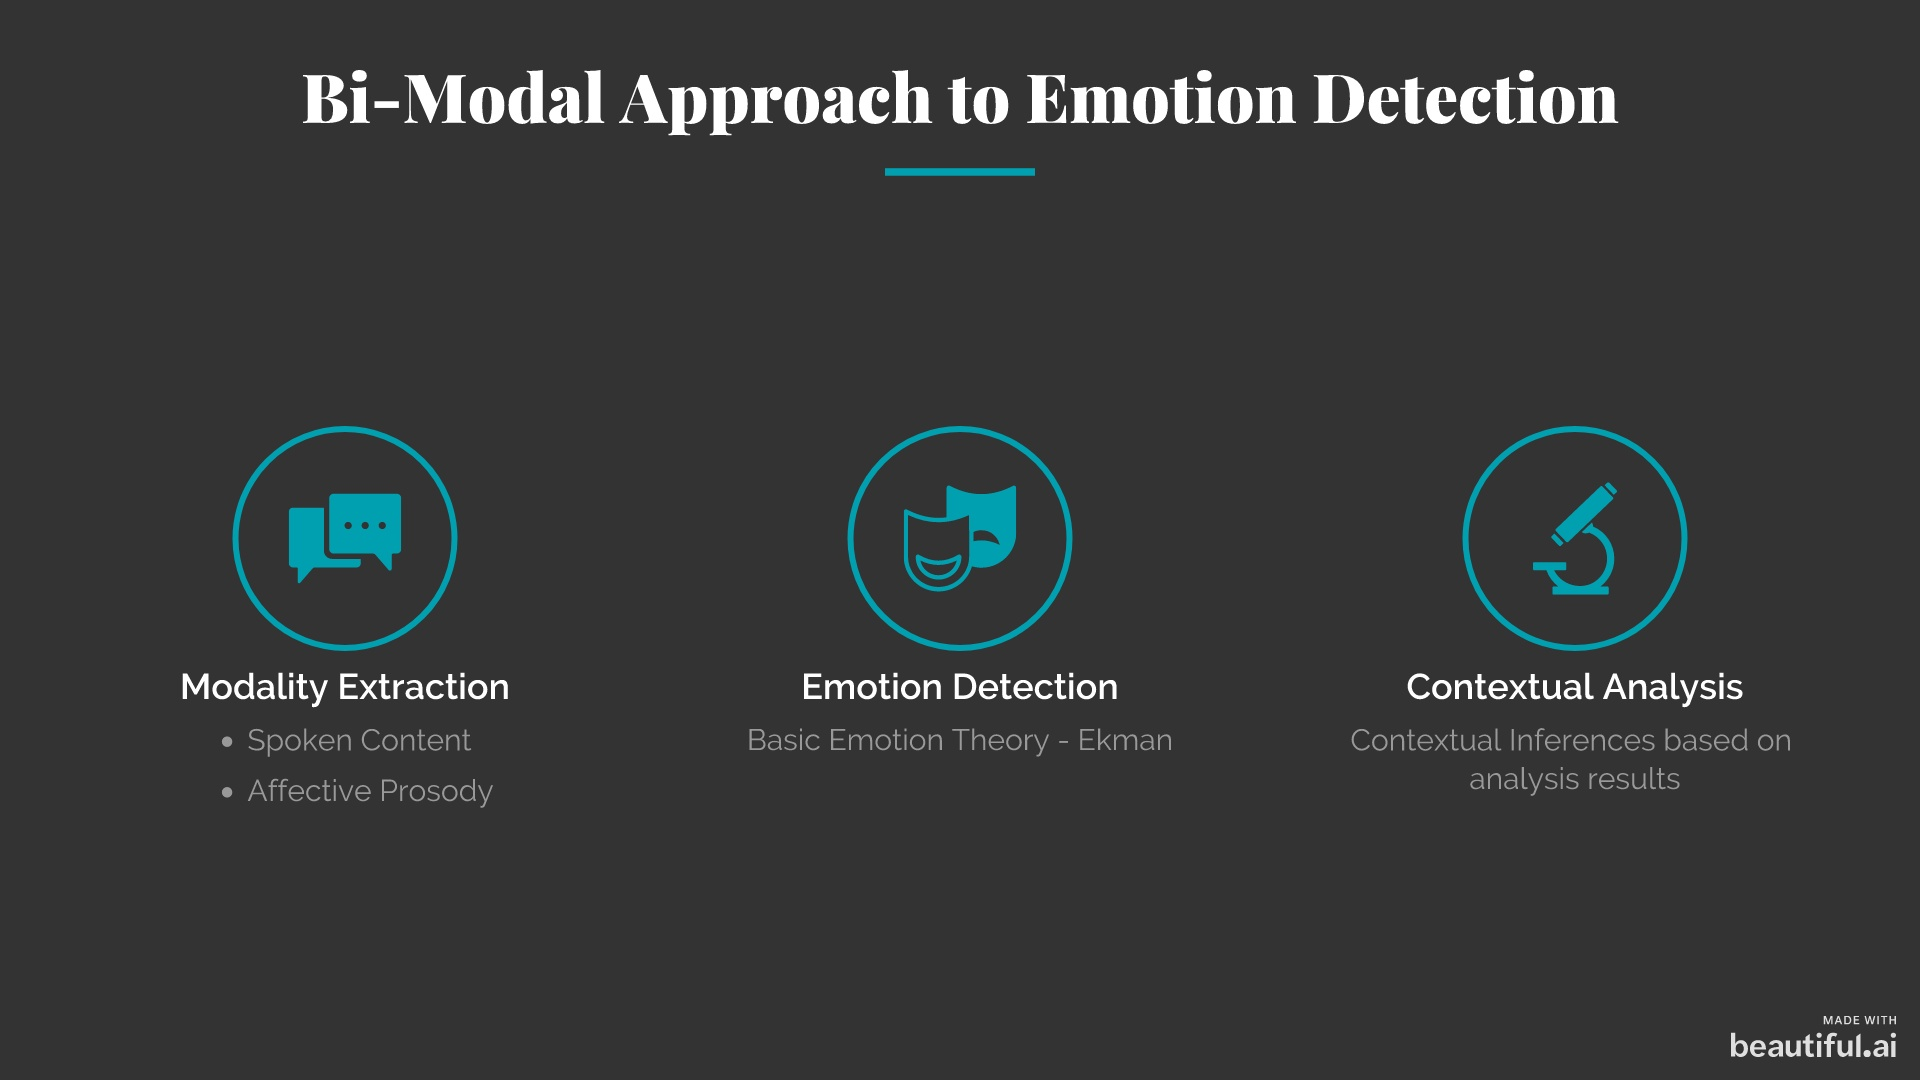 Bi-Modal Approach to Emotion Detection
Modality Extraction
• Spoken Content
• Affective Prosody
Emotion Detection
Basic Emotion Theory - Ekman
Contextual Analysis
Contextual Inferences based on
analysis results
MADE WITH
beautiful.ai